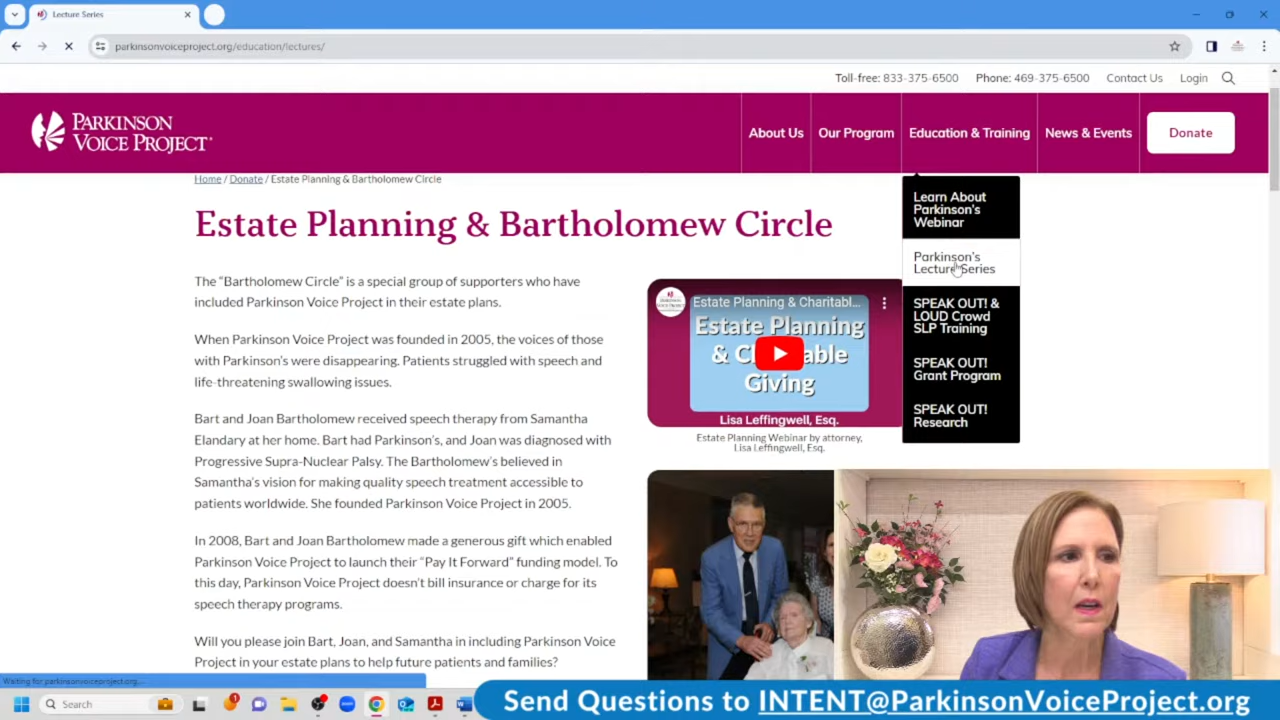 Lecture Series
parkinsonvoiceproject.org/education/lectures/
Toll-free: 833-375-6500 Phone: 469-375-6500 Contact Us Login
PARKINSON
VOICE PROJECT
About Us Our Program Education & Training News & Events Donate
Home / Donate / Estate Planning & Bartholomew Circle
Estate Planning & Bartholomew Circle
Learn About
Parkinson's
Webinar
Parkinson's
Lecture Series
SPEAK OUT! &
LOUD Crowd
SLP Training
SPEAK OUT!
Grant Program
SPEAK OUT!
Research
The “Bartholomew Circle” is a special group of supporters who have
included Parkinson Voice Project in their estate plans.
When Parkinson Voice Project was founded in 2005, the voices of those
with Parkinson’s were disappearing. Patients struggled with speech and
life-threatening swallowing issues.
Bart and Joan Bartholomew received speech therapy from Samantha
Elandary at her home. Bart had Parkinson’s, and Joan was diagnosed with
Progressive Supra-Nuclear Palsy. The Bartholomew’s believed in
Samantha’s vision for making quality speech treatment accessible to
patients worldwide. She founded Parkinson Voice Project in 2005.
In 2008, Bart and Joan Bartholomew made a generous gift which enabled
Parkinson Voice Project to launch their “Pay It Forward” funding model. To
this day, Parkinson Voice Project doesn’t bill insurance or charge for its
speech therapy programs.
Will you please join Bart, Joan, and Samantha in including Parkinson Voice
Project in your estate plans to help future patients and families?
Estate Planning & Charitabl...
Estate Planning
& Ch able
Giving
Lisa Leffingwell, Esq.
Estate Planning Webinar by attorney,
Lisa Leffingwell, Esq.
Waiting for parkinsonvoiceproject.org...
Search
Send Questions to INTENT@ParkinsonVoiceProject.org